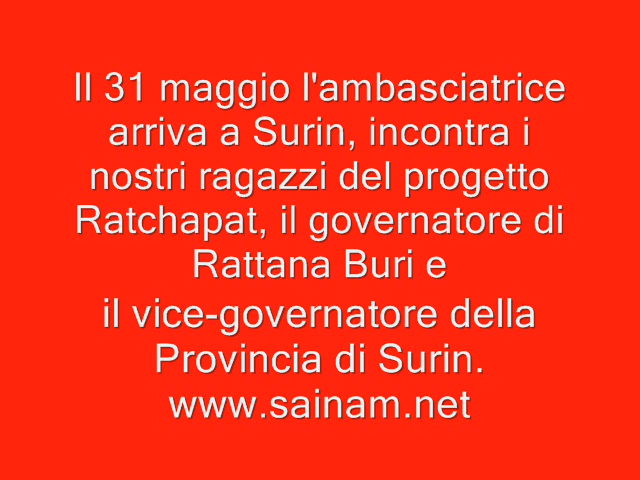 Il 31 maggio l'ambasciatrice
arriva a Surin, incontra i
nostri ragazzi del progetto
Ratchapat, il governatore di
Rattana Buri e
il vice-governatore della
Provincia di Surin.
www.sainam.net